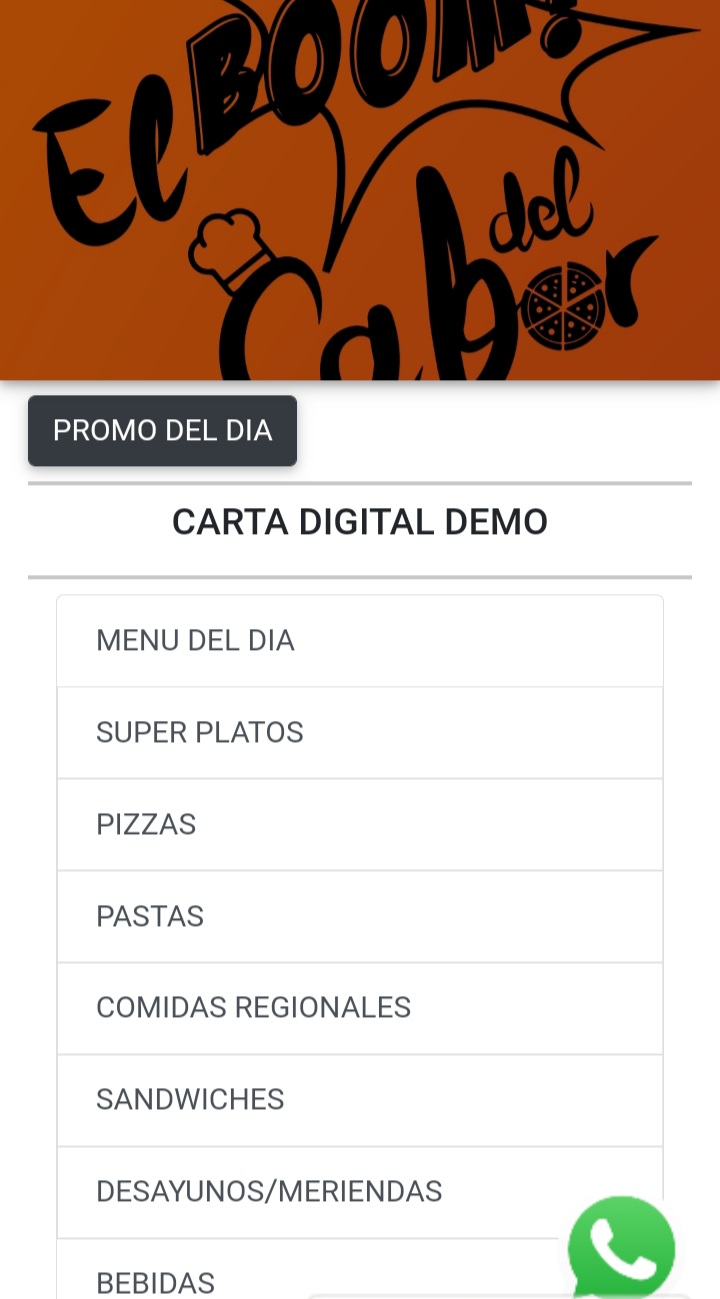 El BOOM!
del
Sabor
PROMO DEL DIA
CARTA DIGITAL DEMO
MENU DEL DIA
SUPER PLATOS
PIZZAS
PASTAS
COMIDAS REGIONALES
SANDWICHES
DESAYUNOS/MERIENDAS
BEBIDAS